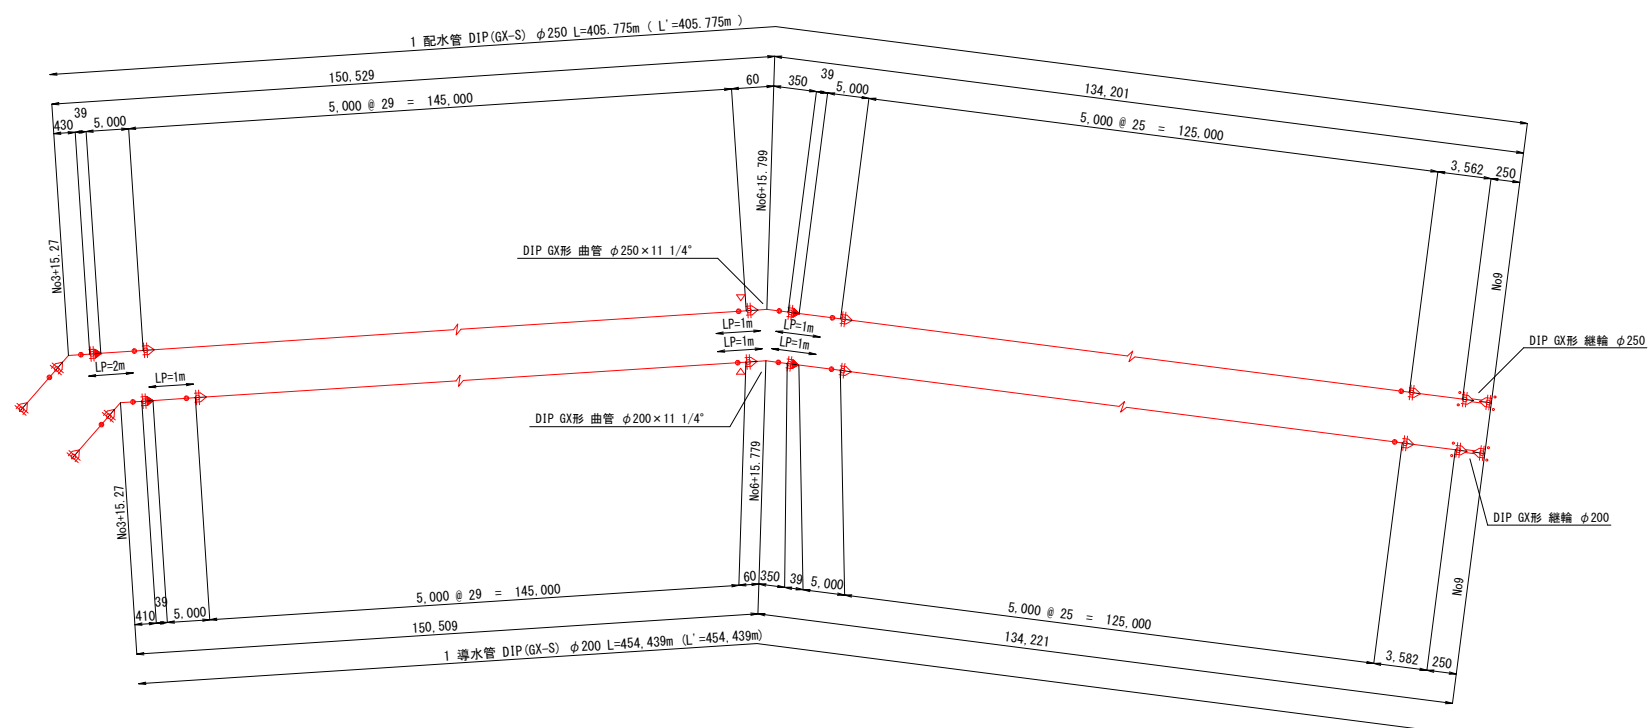 1 配水管 DIP(GX-S) φ250 L=405.775m ( L'=405.775m )
150,529
134,201
39
60
350
39
5,000
430
5,000
5,000 @ 29 = 145,000
5,000 @ 25 = 125,000
3,562
250
No3+15.27
No6+15.799
No9
DIP GX形 曲管 φ250×11 1/4°
LP=1m
LP=1m
LP=1m
LP=1m
LP=2m
LP=1m
DIP GX形 継輪 φ250
DIP GX形 曲管 φ200×11 1/4°
No3+15.27
No6+15.779
No9
DIP GX形 継輪 φ200
410
39
5,000
5,000 @ 29 = 145,000
60
350
39
5,000
5,000 @ 25 = 125,000
3,582
250
150,509
134,221
1 導水管 DIP(GX-S) φ200 L=454,439m (L'=454,439m)